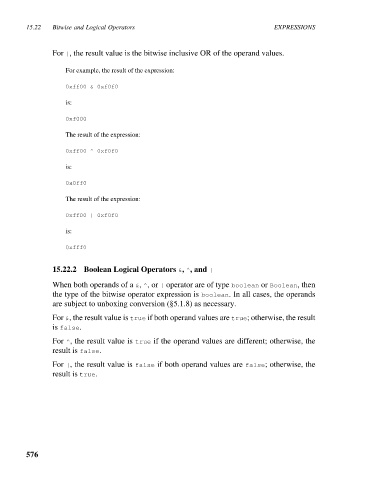 15.22 Bitwise and Logical Operators EXPRESSIONS
For |, the result value is the bitwise inclusive OR of the operand values.
For example, the result of the expression:
0xff00 & 0xf0f0
is:
0xf000
The result of the expression:
0xff00 ^ 0xf0f0
is:
0x0ff0
The result of the expression:
0xff00 | 0xf0f0
is:
0xfff0
15.22.2 Boolean Logical Operators &, ^, and |
When both operands of a &, ^, or | operator are of type boolean or Boolean, then
the type of the bitwise operator expression is boolean. In all cases, the operands
are subject to unboxing conversion (§5.1.8) as necessary.
For &, the result value is true if both operand values are true; otherwise, the result
is false.
For ^, the result value is true if the operand values are different; otherwise, the
result is false.
For |, the result value is false if both operand values are false; otherwise, the
result is true.
576